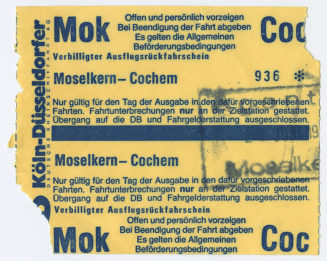 Köln-Düsseldorfer
Mok
Offen und persönlich vorzeigen
Bei Beendigung der Fahrt abgeben
Es gelten die Allgemeinen
Beförderungsbedingungen
Coc
Verbilligter Ausflugsrückfahrschein
Moselkern – Cochem
936 *
Nur gültig für den Tag der Ausgabe in den dafür vorgeschriebenen
Fahrten. Fahrtunterbrechungen nur an der Zielstation gestattet.
Übergang auf die DB und Fahrgelderstattung ausgeschlossen.
Moselkern – Cochem
Moselke
Nur gültig für den Tag der Ausgabe in den dafür vorgeschriebenen
Fahrten. Fahrtunterbrechungen nur an der Zielstation gestattet.
Übergang auf die DB und Fahrgelderstattung ausgeschlossen.
Verbilligter Ausflugsrückfahrschein
Mok
Offen und persönlich vorzeigen
Bei Beendigung der Fahrt abgeben
Es gelten die Allgemeinen
Beförderungsbedingungen
Coc